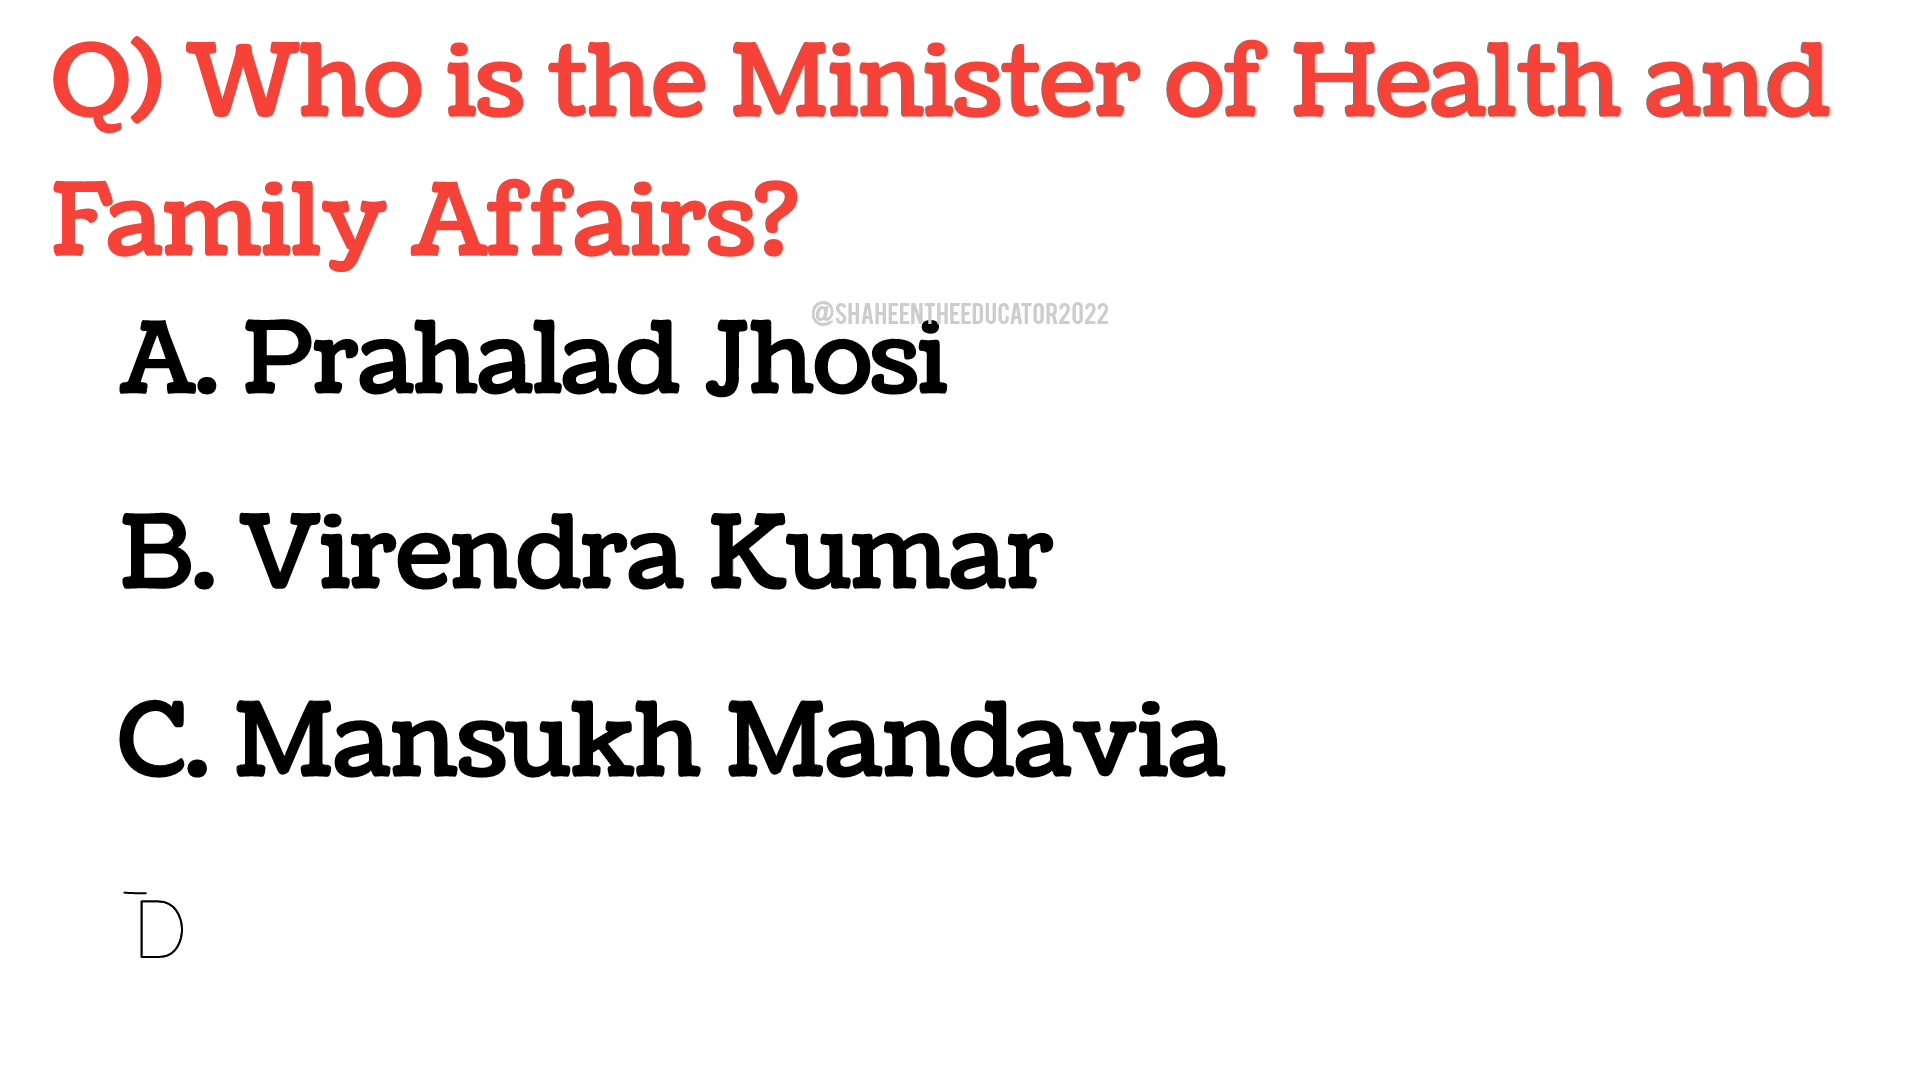 Q) Who is the Minister of Health and
Family Affairs?
@SHAHEENTHEEDUCATOR2022
A. Prahalad Jhosi
B. Virendra Kumar
C. Mansukh Mandavia
D